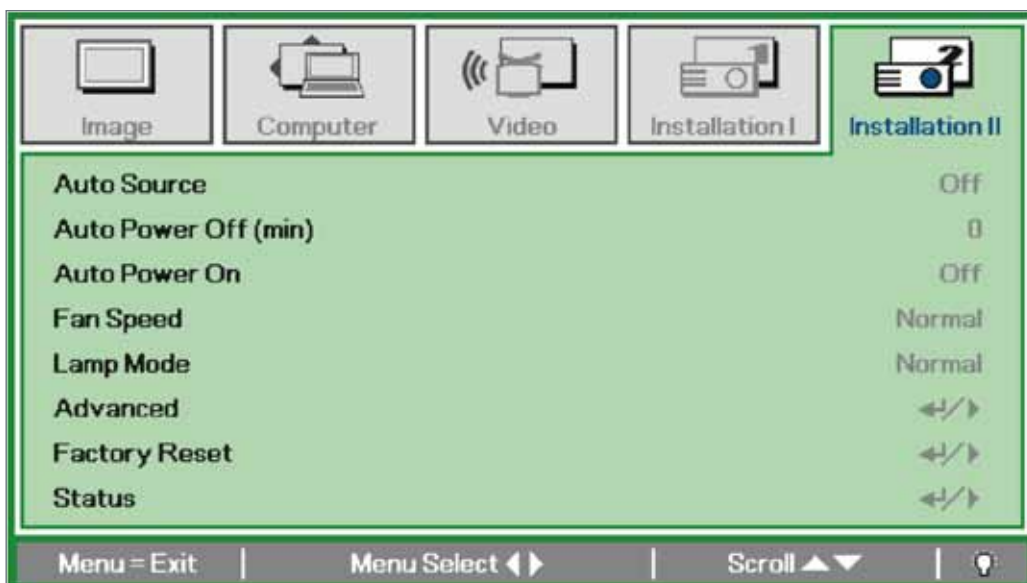 Image Computer Video Installation I Installation II
Auto Source Off
Auto Power Off (min) 0
Auto Power On Off
Fan Speed Normal
Lamp Mode Normal
Advanced
Factory Reset
Status
Menu = Exit Menu Select Scroll